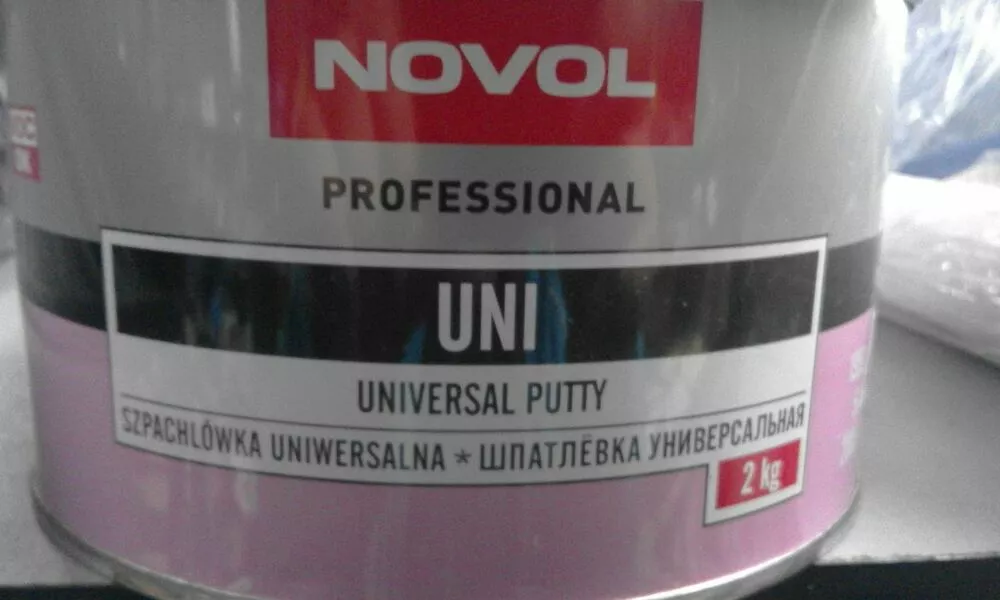 NOVOL
PROFESSIONAL
UNI
UNIVERSAL PUTTY
SZPACHLÓWKA UNIWERSALNA * ШПАТЛЁВКА УНИВЕРСАЛЬНАЯ
2 kg